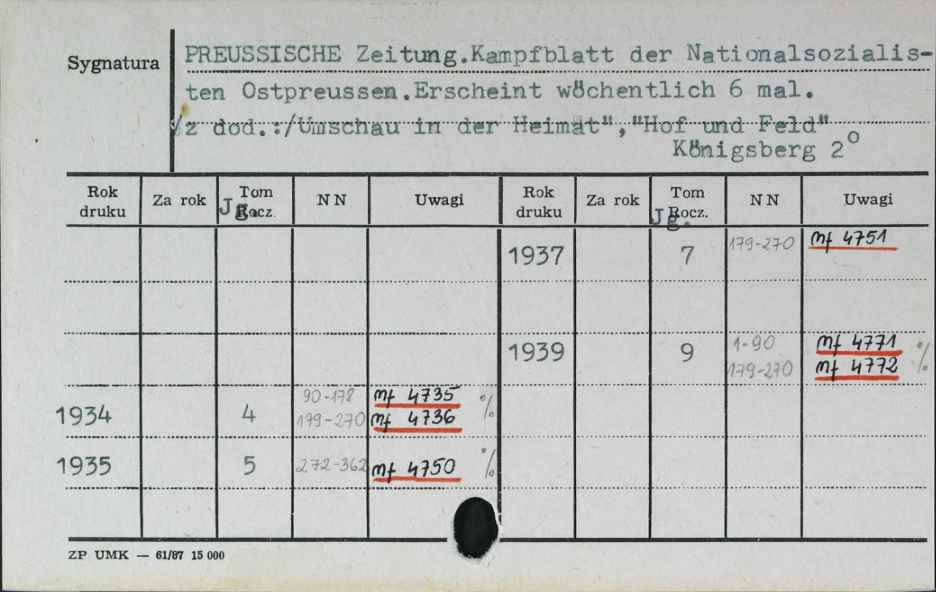 Sygnatura
PREUSSISCHE Zeitung.Kampfblatt der Nationalsozialis-
ten Ostpreussen.Erscheint wöchentlich 6 mal.
/z dod.:/Umschau in der Heimat","Hof und Feld"
Königsberg 2°
Rok druku Za rok Tom Jg. Rocz. NN Uwagi Rok druku Za rok Tom Jg. Rocz. NN Uwagi
1937 7 179-270 mf 4751
1939 9 1-90 mf 4771
179-270 mf 4772 %
1934 4 90-178 mf 4735
179-270 mf 4736 %
1935 5 272-362 mf 4750 %
ZP UMK — 61/87 15 000